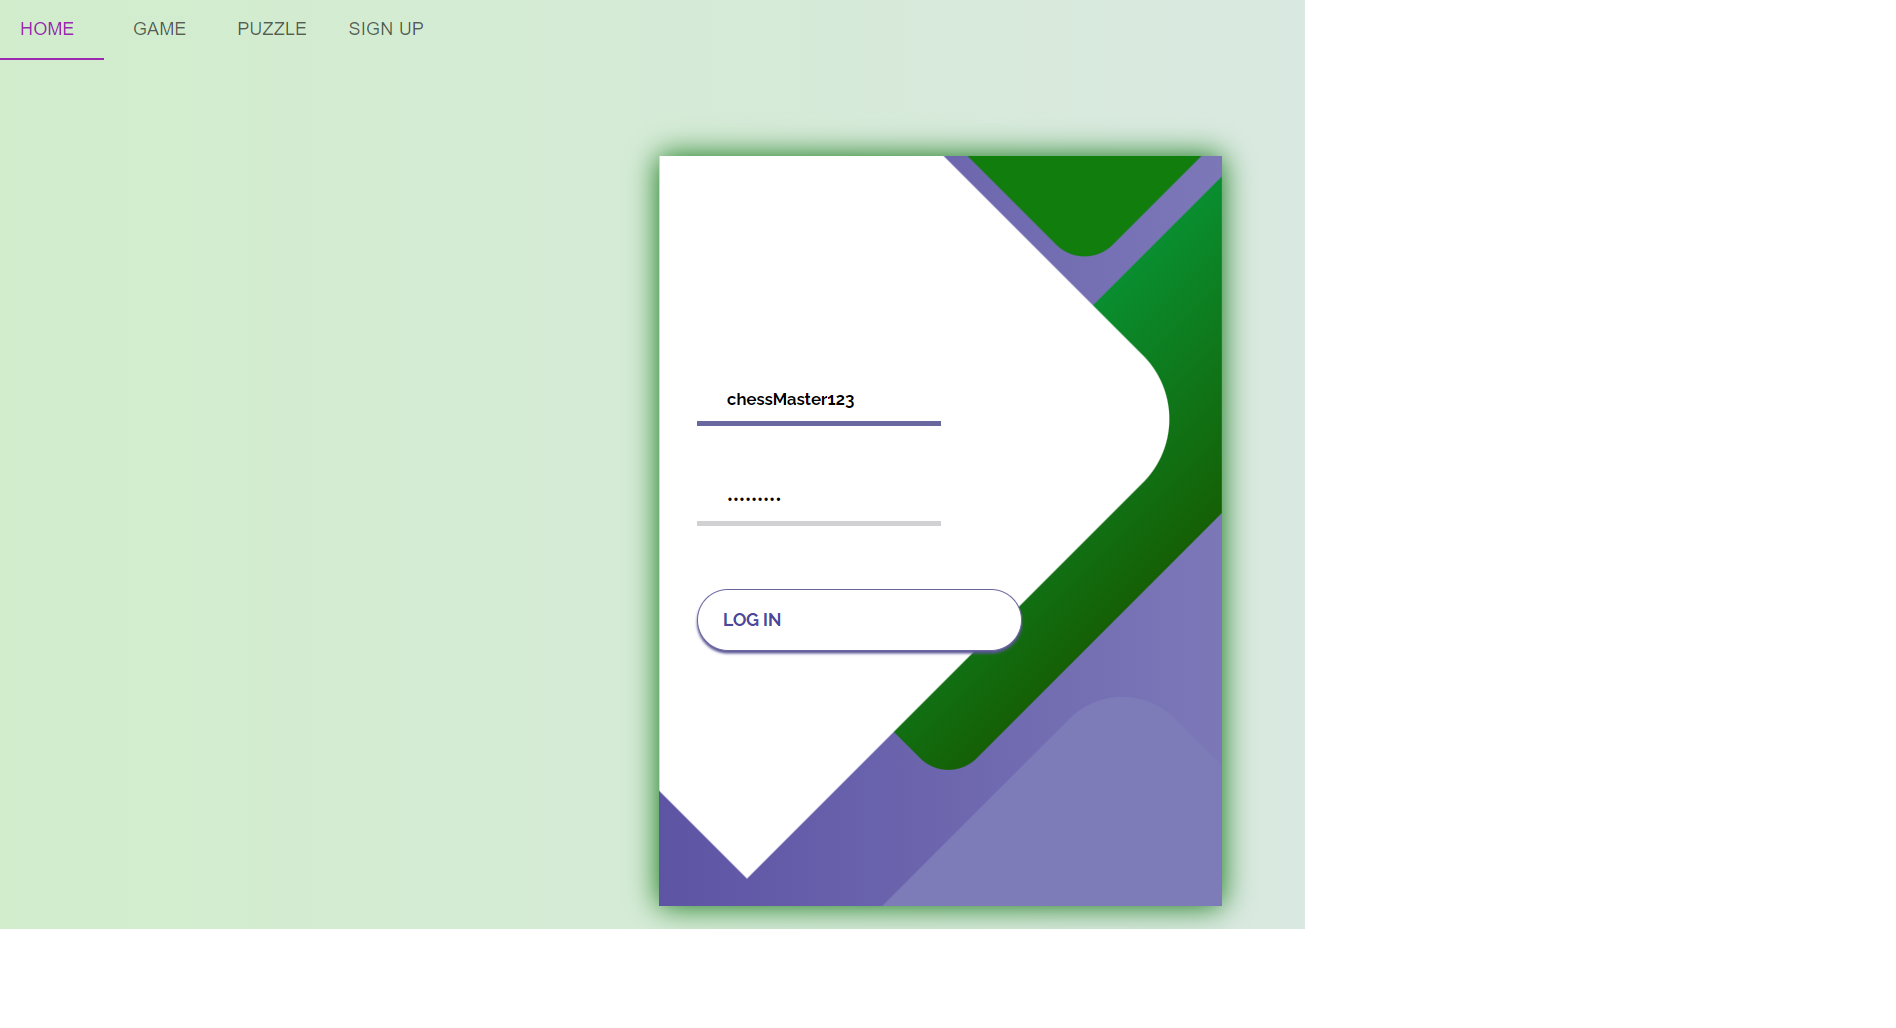 HOME GAME PUZZLE SIGN UP
chessMaster123
•••••••••
LOG IN